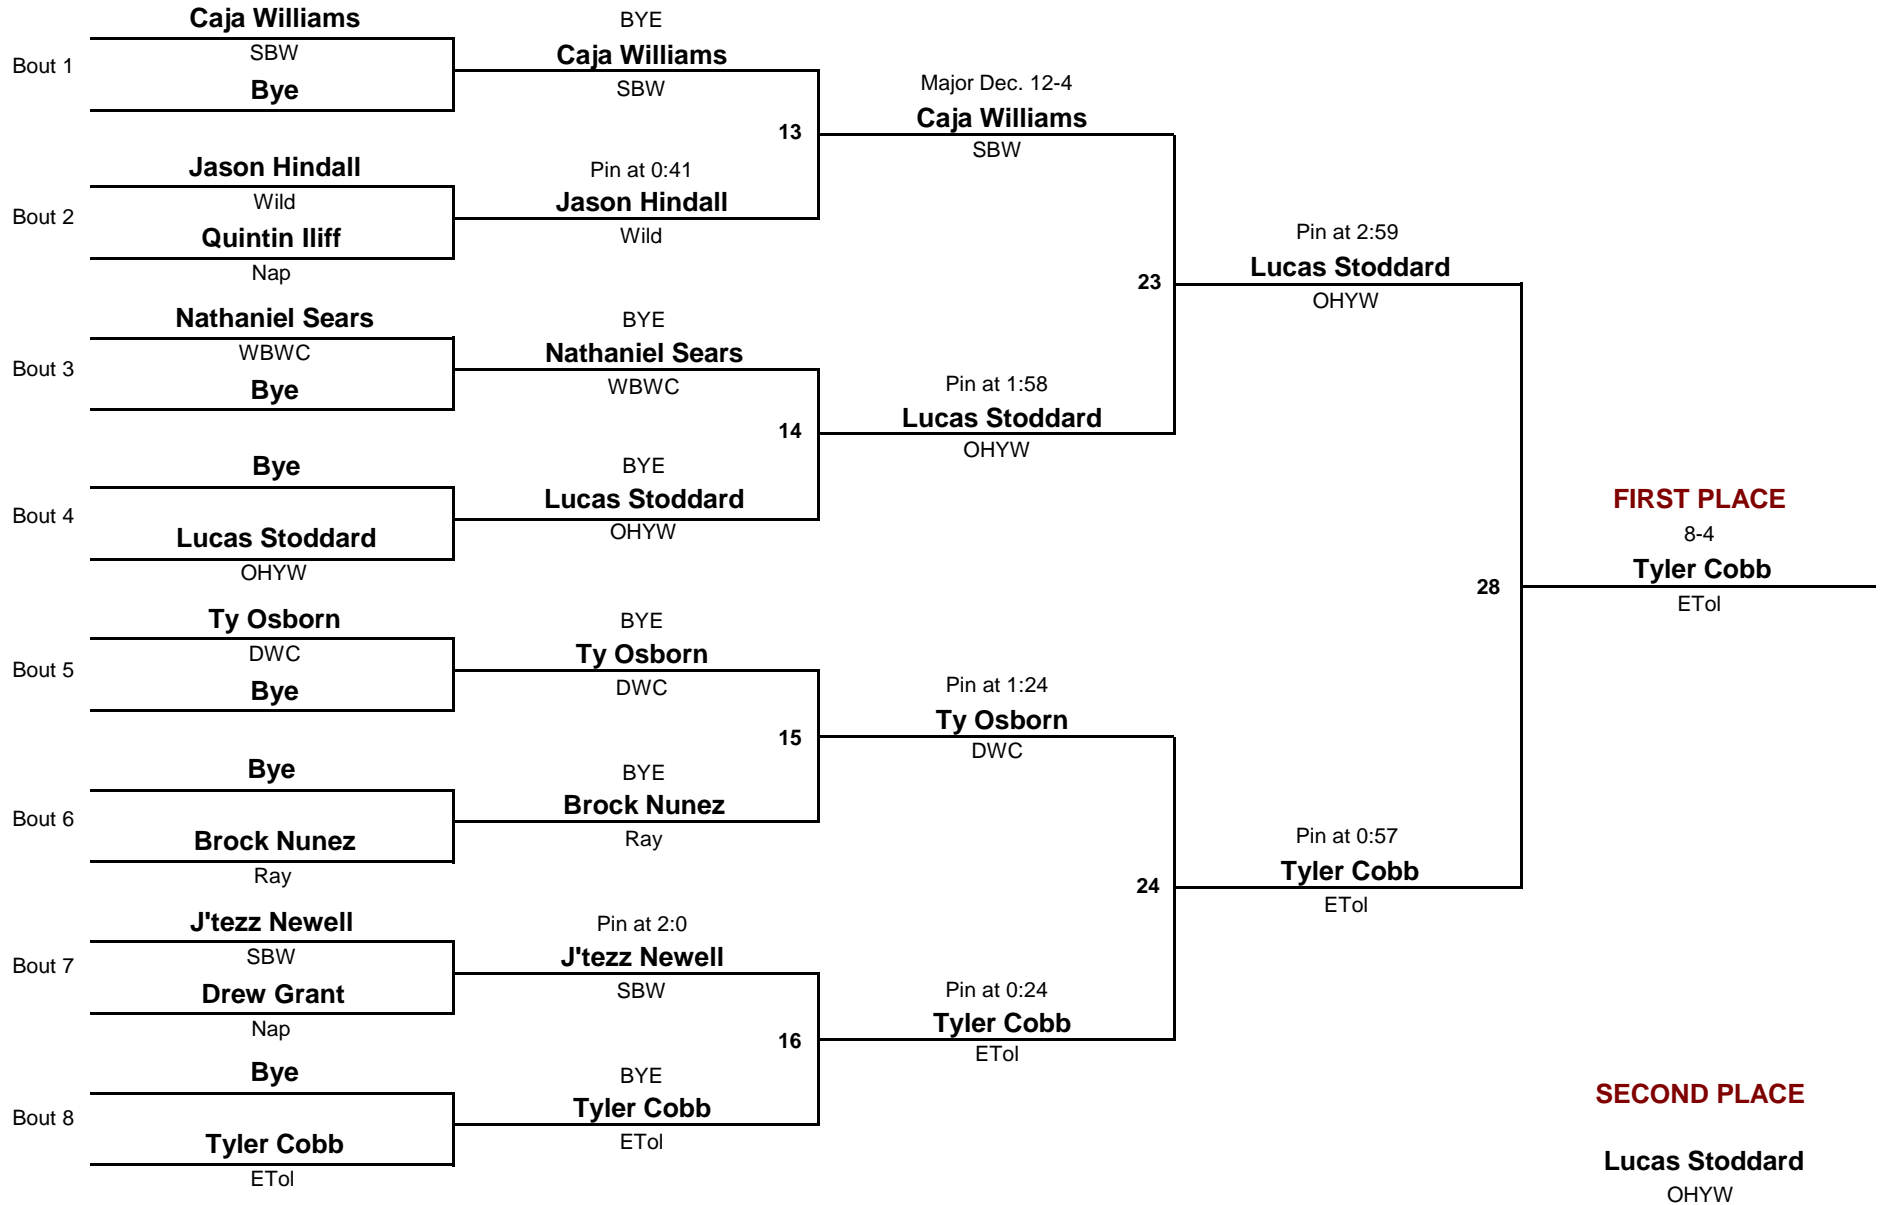 Caja Williams
Bout 1
SBW
Bye
Jason Hindall
Bout 2
Wild
Quintin Iliff
Nap
Nathaniel Sears
Bout 3
WBWC
Bye
Bye
Bout 4
Lucas Stoddard
OHYW
Ty Osborn
Bout 5
DWC
Bye
Bye
Bout 6
Brock Nunez
Ray
J'tezz Newell
Bout 7
SBW
Drew Grant
Nap
Bye
Bout 8
Tyler Cobb
ETol
BYE
Caja Williams
SBW
13
Pin at 0:41
Jason Hindall
Wild
BYE
Nathaniel Sears
WBWC
14
BYE
Lucas Stoddard
OHYW
BYE
Ty Osborn
DWC
15
BYE
Brock Nunez
Ray
Pin at 2:0
J'tezz Newell
SBW
16
BYE
Tyler Cobb
ETol
Major Dec. 12-4
Caja Williams
SBW
23
Pin at 1:58
Lucas Stoddard
OHYW
Pin at 1:24
Ty Osborn
DWC
24
Pin at 0:24
Tyler Cobb
ETol
Pin at 2:59
Lucas Stoddard
OHYW
28
Pin at 0:57
Tyler Cobb
ETol
FIRST PLACE
8-4
Tyler Cobb
ETol
SECOND PLACE
Lucas Stoddard
OHYW